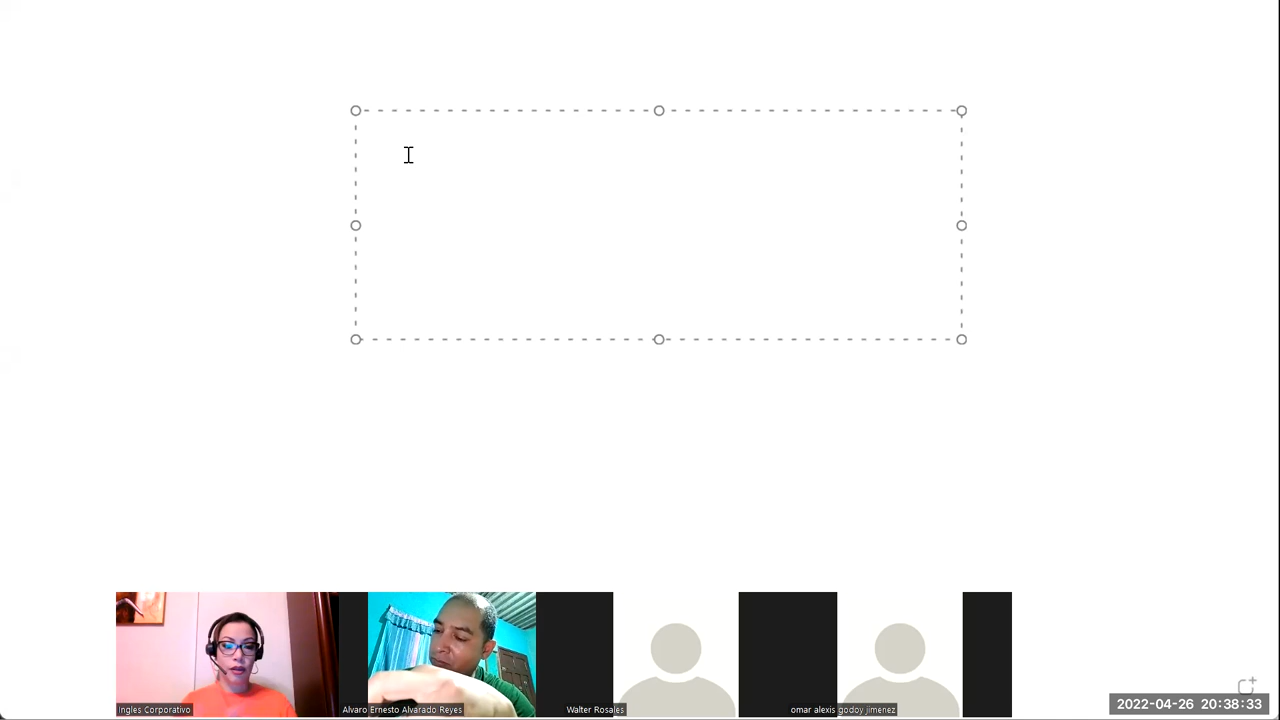 Ingles Corporativo
Alvaro Ernesto Alvarado Reyes
Walter Rosales
omar alexis godoy jimenez
2022-04-26 20:38:33